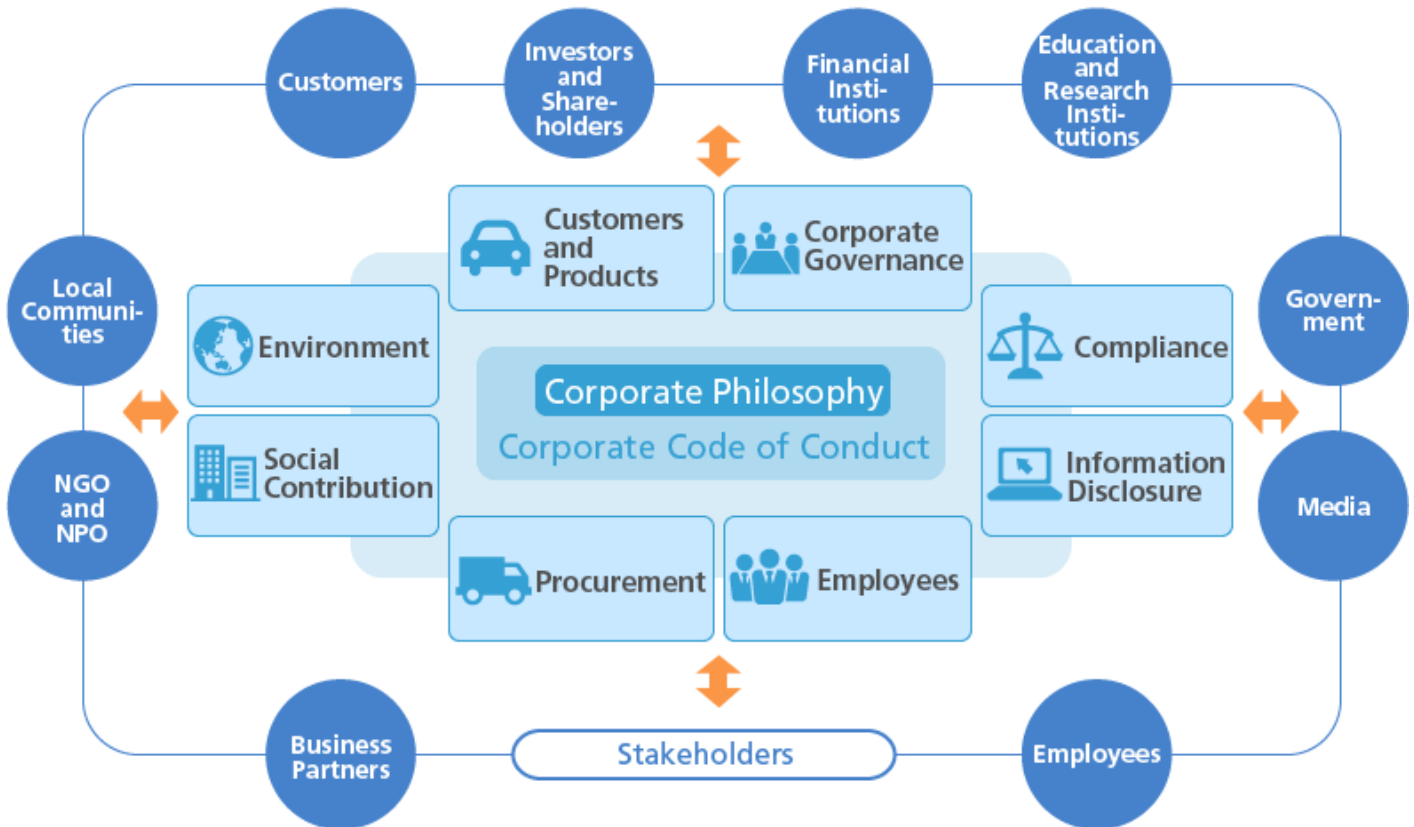 Customers
Investors
and
Share-
holders
Financial
Insti-
tutions
Education
and
Research
Insti-
tutions
Customers
and
Products
Corporate
Governance
Local
Communi-
ties
Environment
Compliance
Govern-
ment
Corporate Philosophy
Corporate Code of Conduct
NGO
and
NPO
Social
Contribution
Information
Disclosure
Media
Procurement
Employees
Business
Partners
Stakeholders
Employees